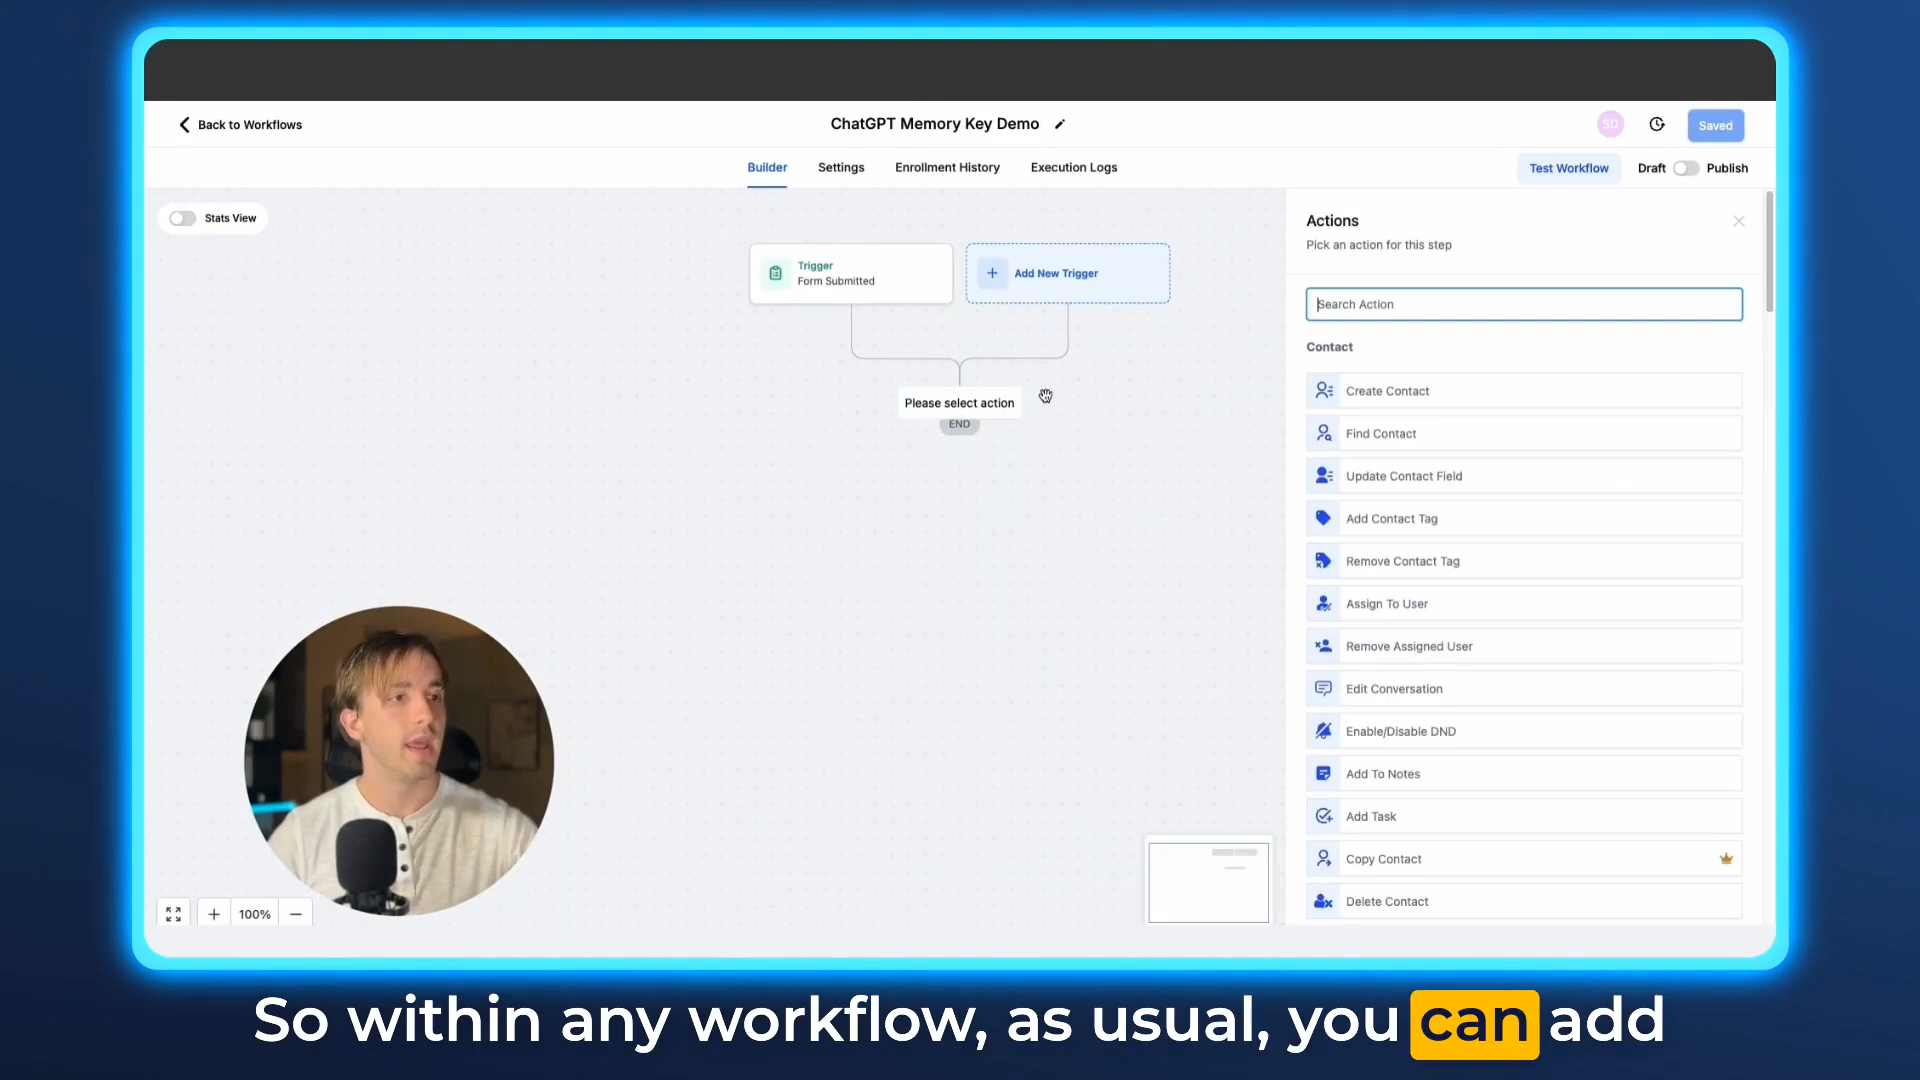 Back to Workflows
ChatGPT Memory Key Demo
SD
Saved
Builder
Settings
Enrollment History
Execution Logs
Test Workflow
Draft
Publish
Stats View
Trigger
Form Submitted
Add New Trigger
Please select action
END
Actions
Pick an action for this step
Search Action
Contact
Create Contact
Find Contact
Update Contact Field
Add Contact Tag
Remove Contact Tag
Assign To User
Remove Assigned User
Edit Conversation
Enable/Disable DND
Add To Notes
Add Task
Copy Contact
Delete Contact
100%
So within any workflow, as usual, you can add